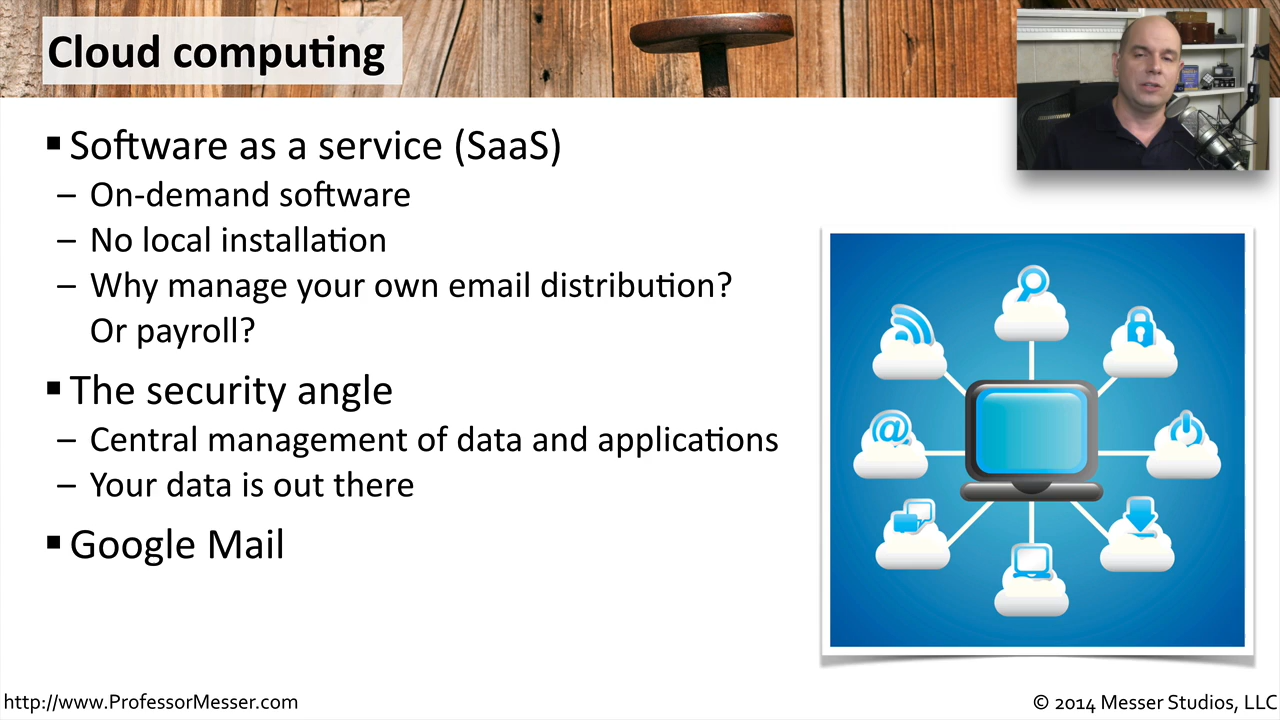 Cloud computing
▪ Software as a service (SaaS)
– On-demand software
– No local installation
– Why manage your own email distribution?
Or payroll?
▪ The security angle
– Central management of data and applications
– Your data is out there
▪ Google Mail
@
http://www.ProfessorMesser.com
© 2014 Messer Studios, LLC